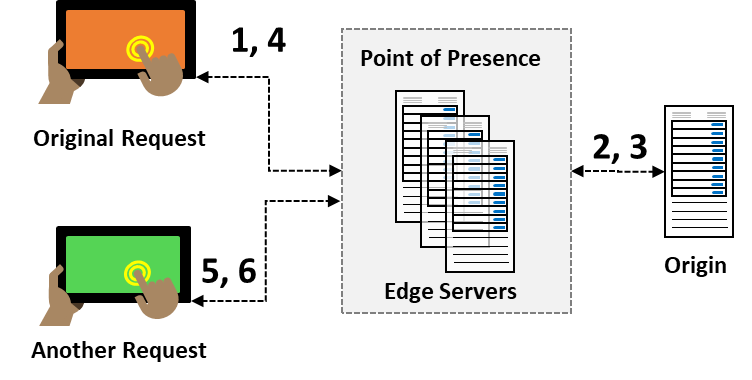 1, 4
Point of Presence
Original Request
2, 3
5, 6
Origin
Edge Servers
Another Request